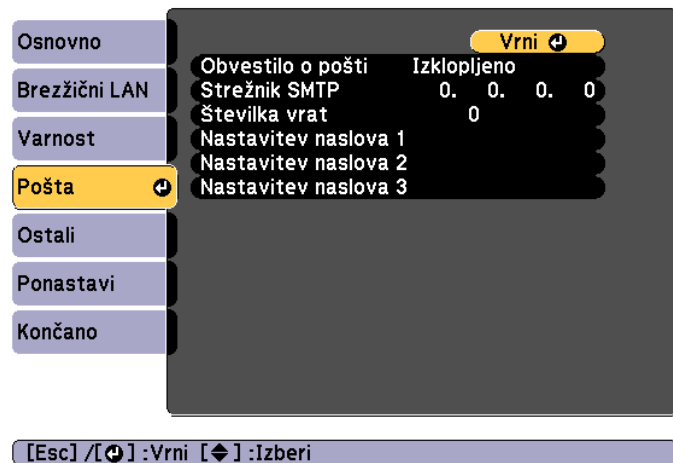 Osnovno
Brezžični LAN
Varnost
Pošta
Ostali
Ponastavi
Končano
Vrni
Obvestilo o pošti Izklopljeno
Strežnik SMTP 0. 0. 0. 0
Številka vrat 0
Nastavitev naslova 1
Nastavitev naslova 2
Nastavitev naslova 3
[Esc] /[⏎] :Vrni [◆] :Izberi